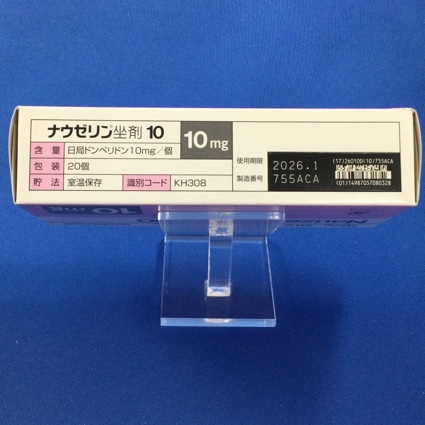 ナウゼリン®坐剤 10
10mg
含量 日局ドンペリドン10mg/個
包装 20個
貯法 室温保存 識別コード KH308
使用期限 2026.1
製造番号 755ACA
(17)260100(10)755ACA
(01)14987057080328
10 mg